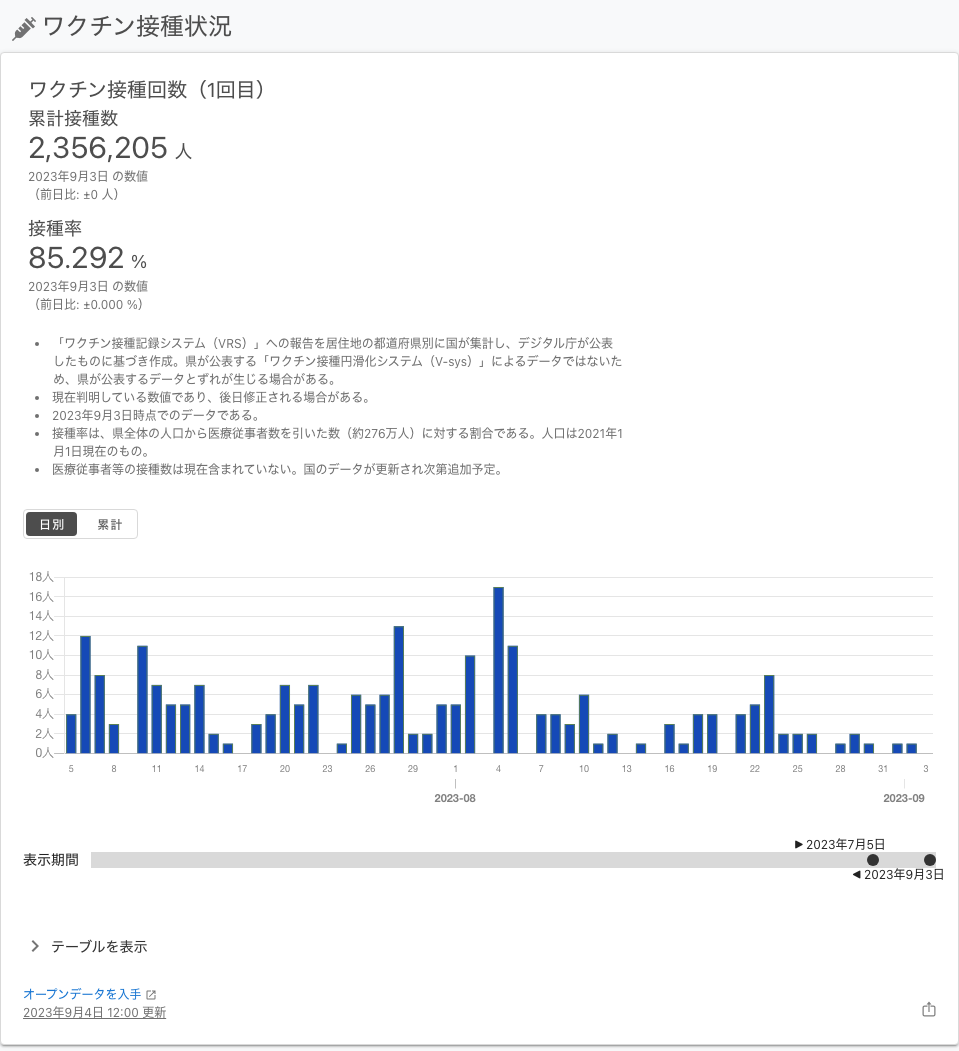 ワクチン接種状況
ワクチン接種回数（1回目）
累計接種数
2,356,205 人
2023年9月3日 の数値
（前日比: ±0 人）
接種率
85.292 %
2023年9月3日 の数値
（前日比: ±0.000 %）
• 「ワクチン接種記録システム（VRS）」への報告を居住地の都道府県別に国が集計し、デジタル庁が公表
したものに基づき作成。県が公表する「ワクチン接種円滑化システム（V-sys）」によるデータではないた
め、県が公表するデータとずれが生じる場合がある。
• 現在判明している数値であり、後日修正される場合がある。
• 2023年9月3日時点でのデータである。
• 接種率は、県全体の人口から医療従事者数を引いた数（約276万人）に対する割合である。人口は2021年1
月1日現在のもの。
• 医療従事者等の接種数は現在含まれていない。国のデータが更新され次第追加予定。
日別 累計
18人
16人
14人
12人
10人
8人
6人
4人
2人
0人
5 8 11 14 17 20 23 26 29 1 4 7 10 13 16 19 22 25 28 31 3
2023-08 2023-09
▶ 2023年7月5日
表示期間
◀ 2023年9月3日
テーブルを表示
オープンデータを入手
2023年9月4日 12:00 更新